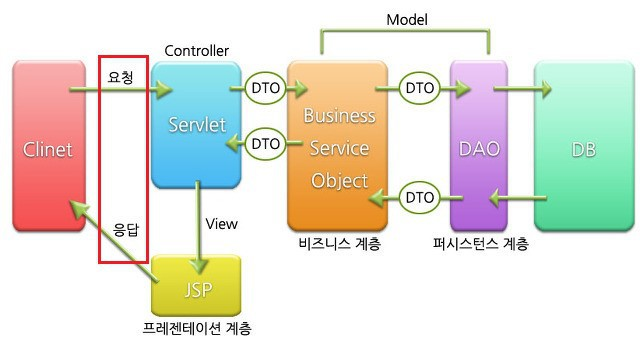 Model
Controller
요청
Clinet
Servlet
DTO
DTO
Business
Service
Object
DTO
DTO
DAO
DB
응답
View
비즈니스 계층
퍼시스턴스 계층
JSP
프레젠테이션 계층